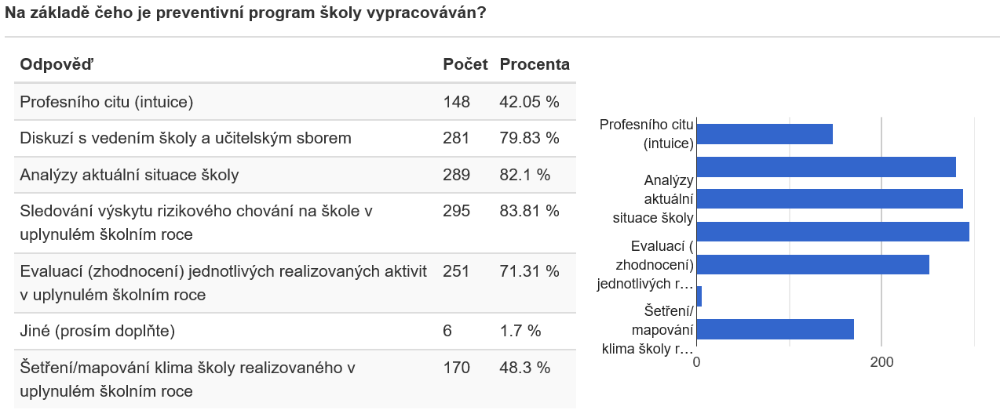 Na základě čeho je preventivní program školy vypracováván?
Odpověď Počet Procenta
Profesního citu (intuice) 148 42.05 %
Diskuzí s vedením školy a učitelským sborem 281 79.83 %
Analýzy aktuální situace školy 289 82.1 %
Sledování výskytu rizikového chování na škole v 295 83.81 %
uplynulém školním roce
Evaluací (zhodnocení) jednotlivých realizovaných aktivit 251 71.31 %
v uplynulém školním roce
Jiné (prosím doplňte) 6 1.7 %
Šetření/mapování klima školy realizovaného v 170 48.3 %
uplynulém školním roce
Profesního citu
(intuice)
Analýzy
aktuální
situace školy
Evaluací (
zhodnocení)
jednotlivých r…
Šetření/
mapování
klima školy r…
0 200